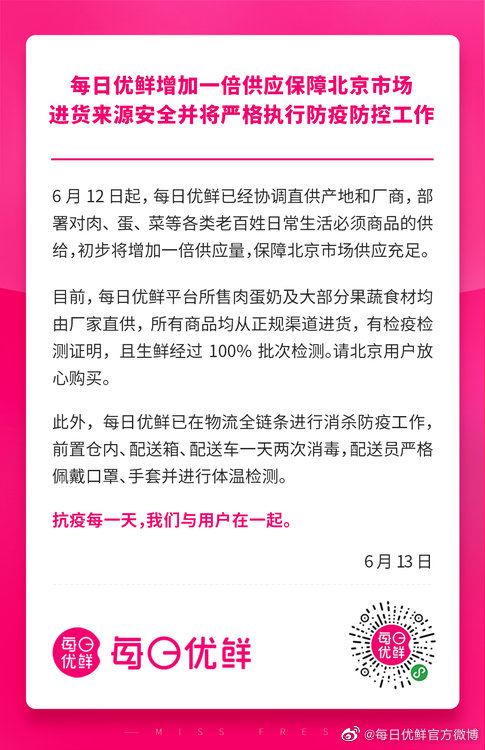 每日优鲜增加一倍供应保障北京市场
进货来源安全并将严格执行防疫防控工作
6 月 12 日起，每日优鲜已经协调直供产地和厂商，部
署对肉、蛋、菜等各类老百姓日常生活必须商品的供
给，初步将增加一倍供应量，保障北京市场供应充足。
目前，每日优鲜平台所售肉蛋奶及大部分果蔬食材均
由厂家直供，所有商品均从正规渠道进货，有检疫检
测证明，且生鲜经过 100% 批次检测。请北京用户放
心购买。
此外，每日优鲜已在物流全链条进行消杀防疫工作，
前置仓内、配送箱、配送车一天两次消毒，配送员严格
佩戴口罩、手套并进行体温检测。
抗疫每一天，我们与用户在一起。
6 月 13 日
每日
优鲜
每日优鲜
每日
优鲜
MISS FRES
@每日优鲜官方微博